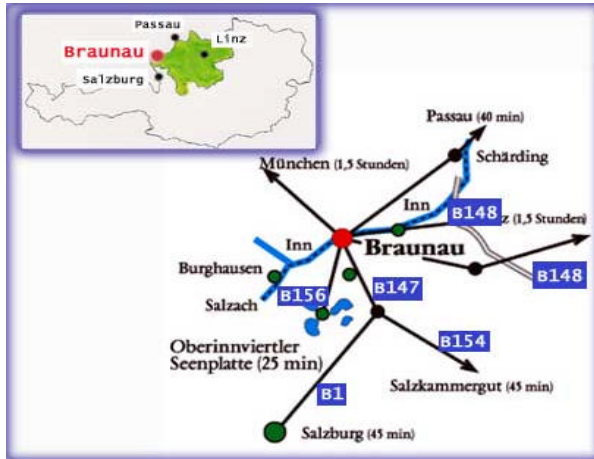 Passau
Braunau
Linz
Salzburg
Passau (40 min)
München (1,5 Stunden)
Schärding
Inn
B148
z (1,5 Stunden)
Inn
Braunau
Burghausen
B148
B156
B147
Salzach
Oberinnviertler
Seenplatte (25 min)
B154
Salzkammergut (45 min)
B1
Salzburg (45 min)